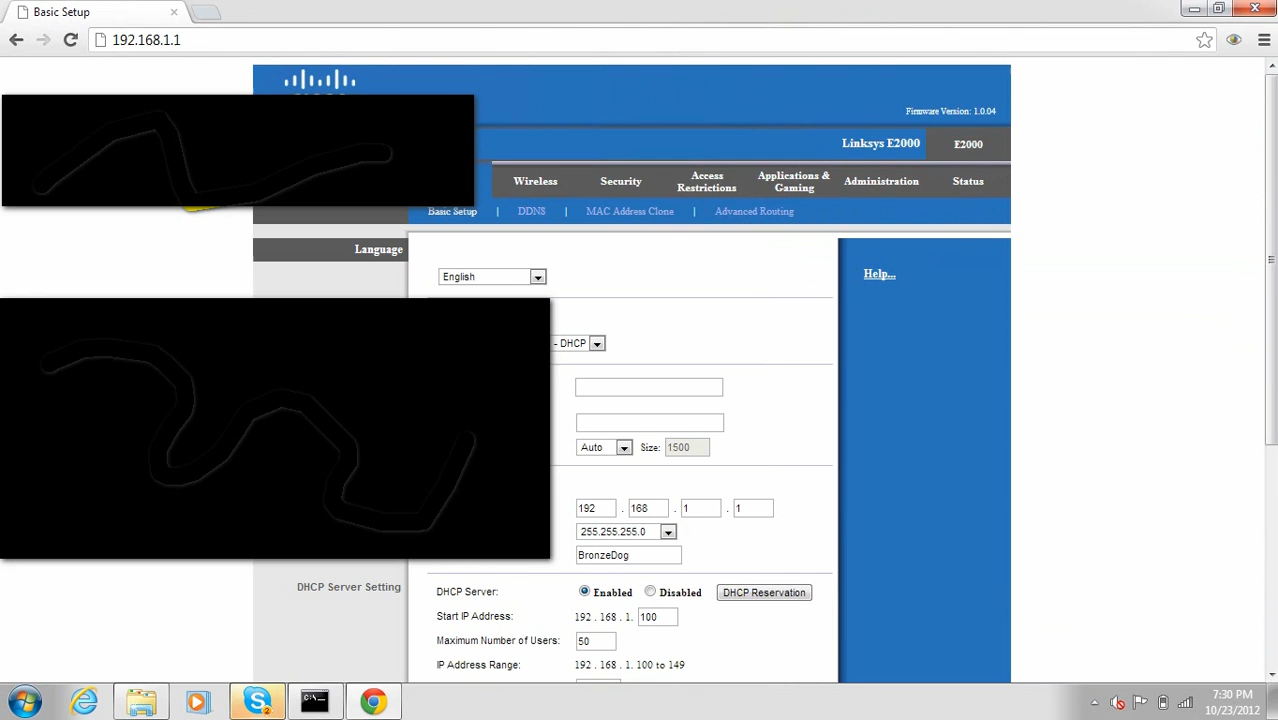 Basic Setup
192.168.1.1
Firmware Version: 1.0.04
Linksys E2000 E2000
Wireless Security Access Restrictions Applications & Gaming Administration Status
Basic Setup | DDNS | MAC Address Clone | Advanced Routing
Language
Help...
English
- DHCP
Auto Size: 1500
192 . 168 . 1 . 1
255.255.255.0
BronzeDog
DHCP Server Setting DHCP Server: Enabled Disabled DHCP Reservation
Start IP Address: 192 . 168 . 1. 100
Maximum Number of Users: 50
IP Address Range: 192 . 168 . 1. 100 to 149
7:30 PM
10/23/2012